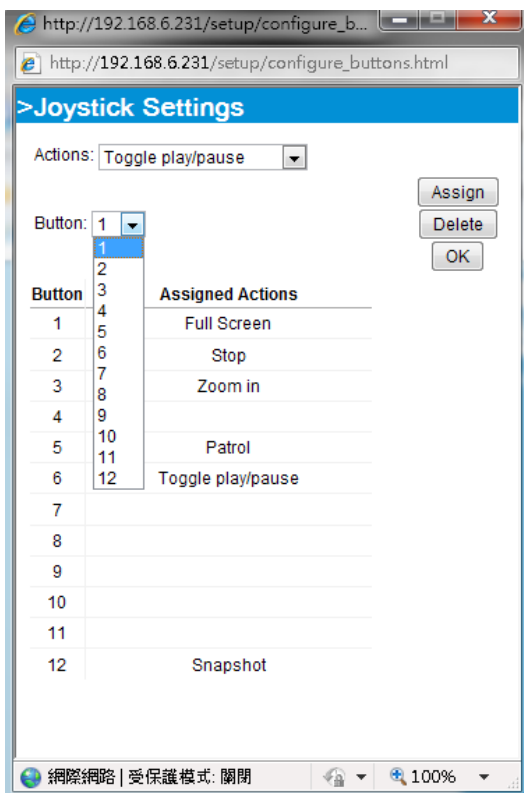 http://192.168.6.231/setup/configure_b...
http://192.168.6.231/setup/configure_buttons.html
>Joystick Settings
Actions: Toggle play/pause
Assign
Button: 1
Delete
OK
1
2
3
4
5
6
7
8
9
10
11
12
Button Assigned Actions
1 Full Screen
2 Stop
3 Zoom in
4
5 Patrol
6 Toggle play/pause
7
8
9
10
11
12 Snapshot
網際網路 | 受保護模式: 關閉 100%